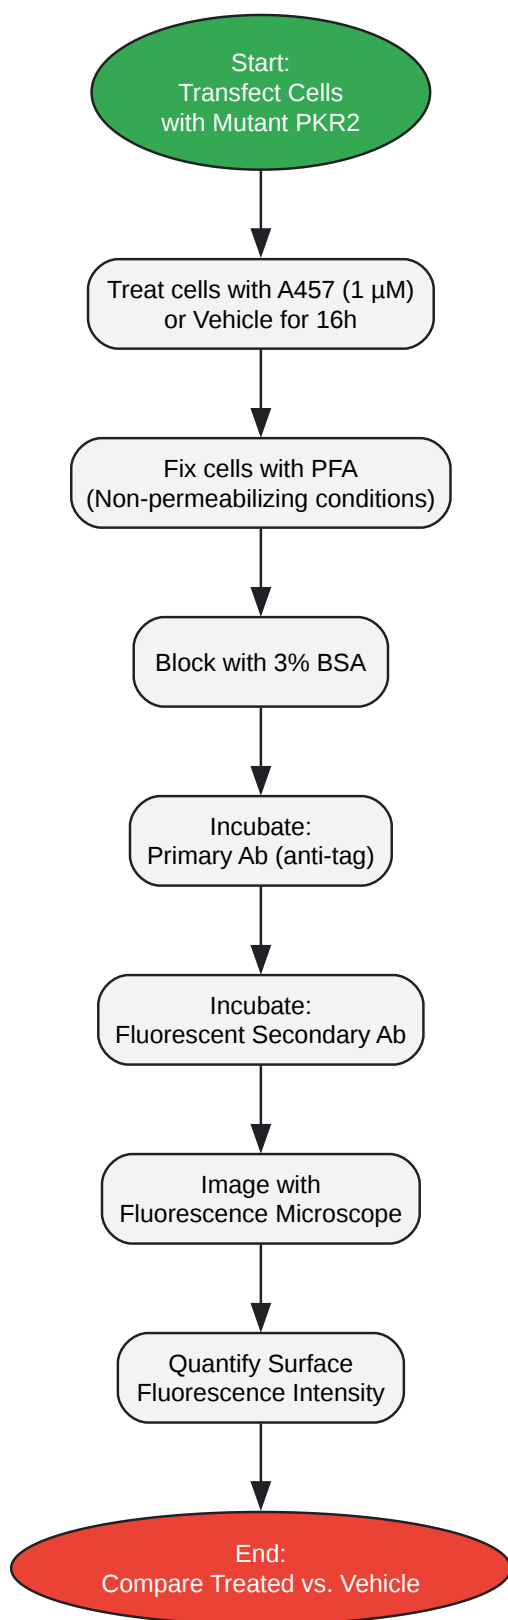 Start:
Transfect Cells
with Mutant PKR2
Treat cells with A457 (1 µM)
or Vehicle for 16h
Fix cells with PFA
(Non-permeabilizing conditions)
Block with 3% BSA
Incubate:
Primary Ab (anti-tag)
Incubate:
Fluorescent Secondary Ab
Image with
Fluorescence Microscope
Quantify Surface
Fluorescence Intensity
End:
Compare Treated vs. Vehicle